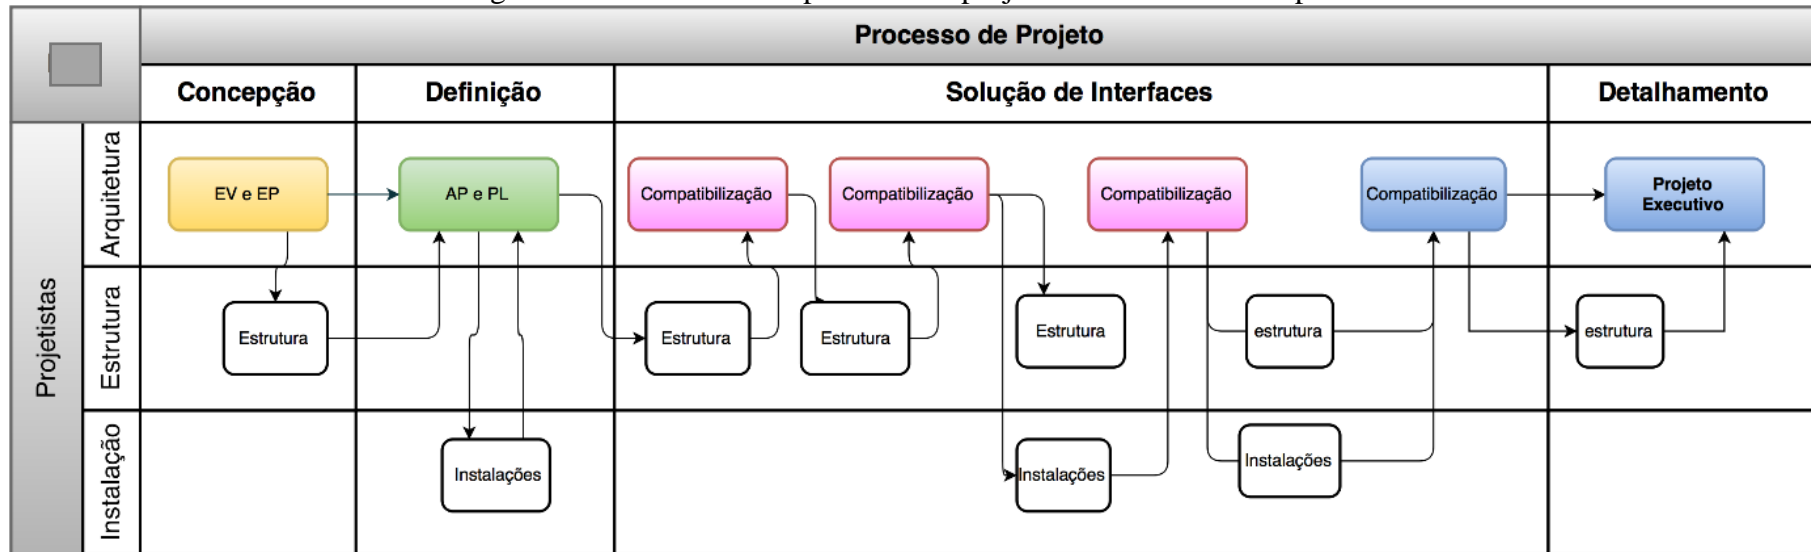 Processo de Projeto
Concepção
Definição
Solução de Interfaces
Detalhamento
Projetistas
Arquitetura
EV e EP
AP e PL
Compatibilização
Compatibilização
Compatibilização
Compatibilização
Projeto
Executivo
Estrutura
Estrutura
Estrutura
Estrutura
Estrutura
estrutura
estrutura
Instalação
Instalações
Instalações
Instalações